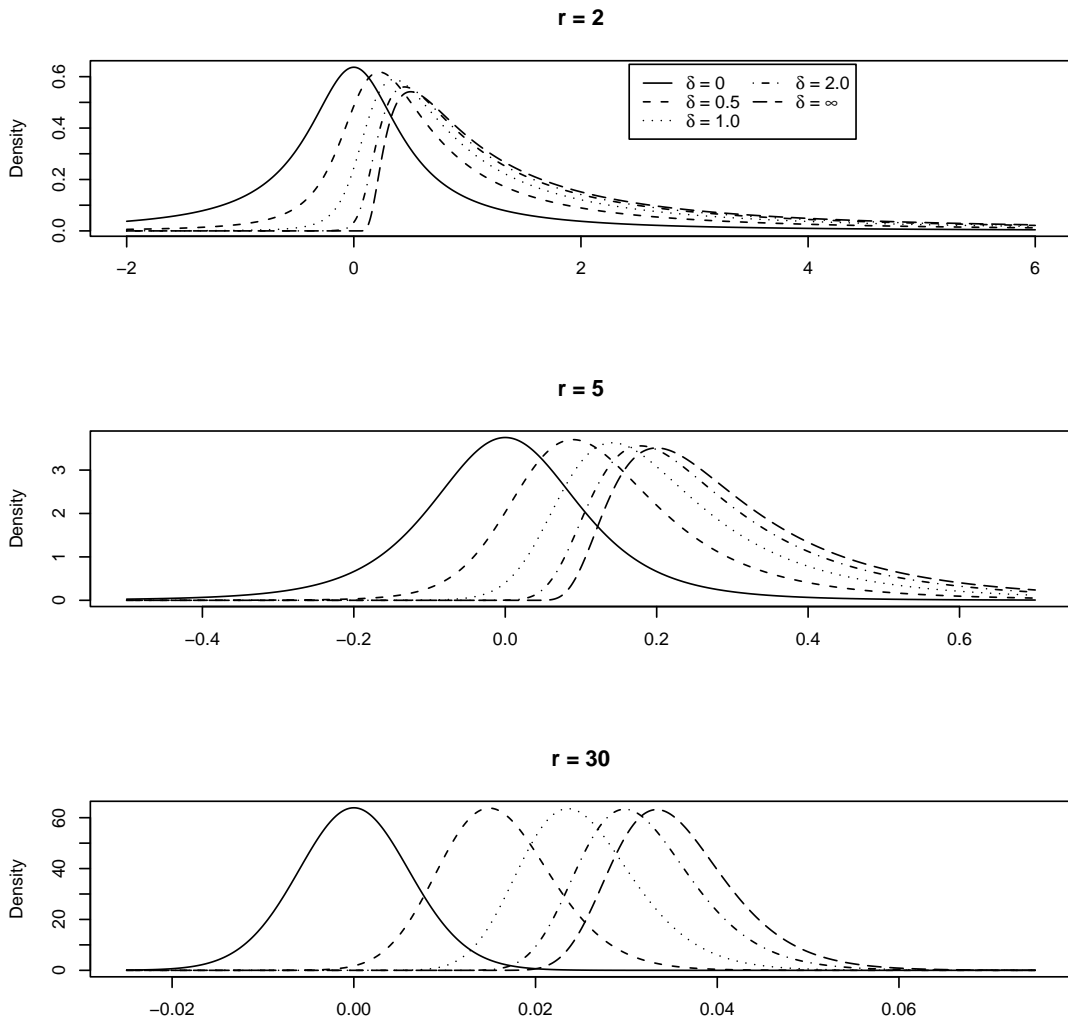 r = 2
Density
0.0 0.2 0.4 0.6
δ = 0 δ = 2.0
δ = 0.5 δ = ∞
δ = 1.0
−2 0 2 4 6
r = 5
Density
0 1 2 3
−0.4 −0.2 0.0 0.2 0.4 0.6
r = 30
Density
0 20 40 60
−0.02 0.00 0.02 0.04 0.06